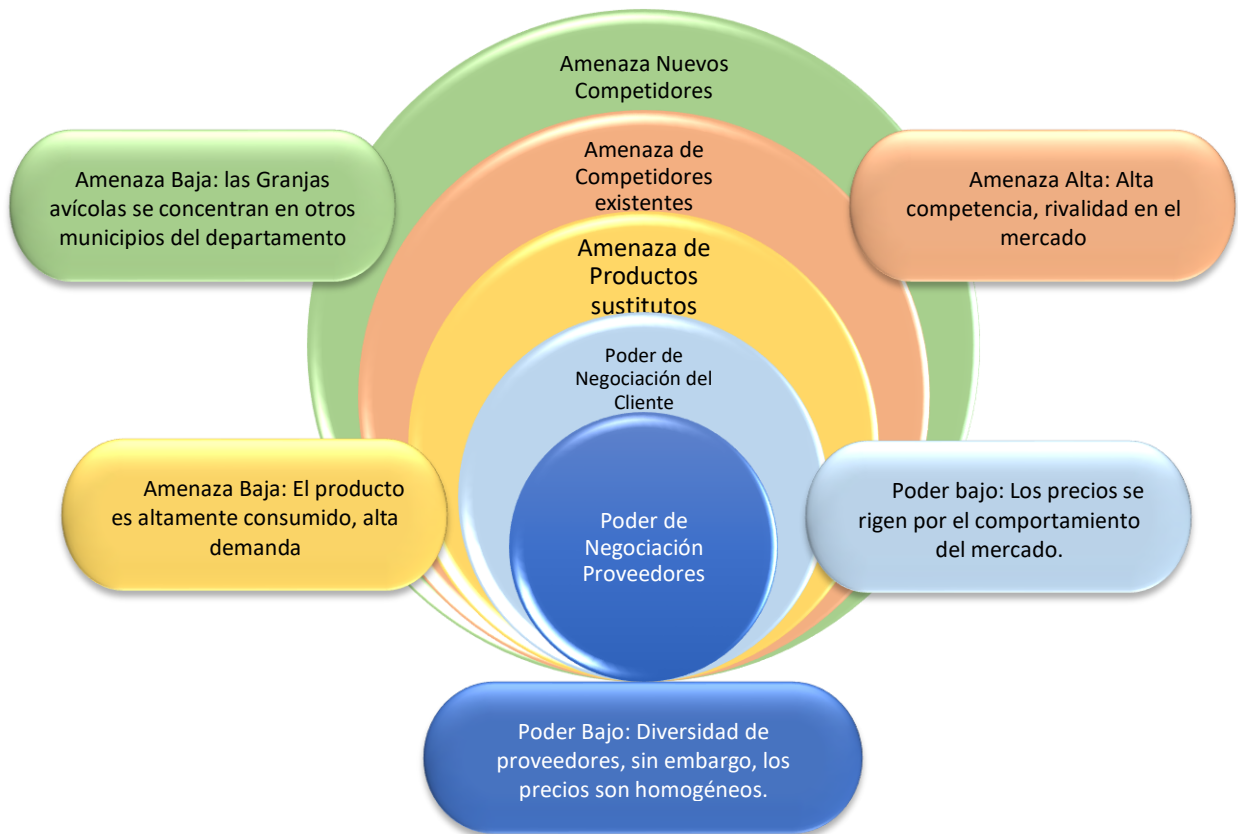 Amenaza Nuevos
Competidores
Amenaza Baja: las Granjas
avícolas se concentran en otros
municipios del departamento
Amenaza de
Competidores
existentes
Amenaza Alta: Alta
competencia, rivalidad en el
mercado
Amenaza de
Productos
sustitutos
Poder de
Negociación del
Cliente
Amenaza Baja: El producto
es altamente consumido, alta
demanda
Poder bajo: Los precios se
rigen por el comportamiento
del mercado.
Poder de
Negociación
Proveedores
Poder Bajo: Diversidad de
proveedores, sin embargo, los
precios son homogéneos.